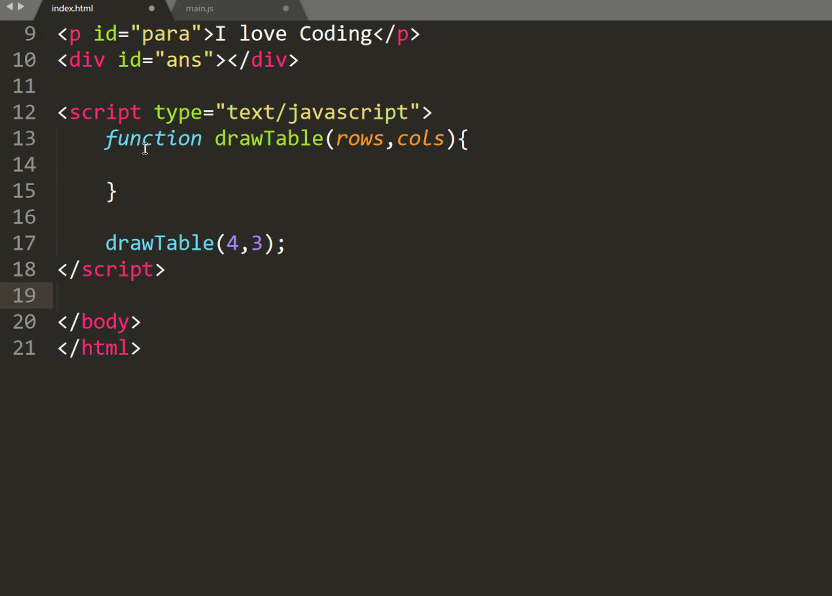 index.html main.js
9 <p id="para">I love Coding</p>
10 <div id="ans"></div>
11
12 <script type="text/javascript">
13 function drawTable(rows,cols){
14
15 }
16
17 drawTable(4,3);
18 </script>
19
20 </body>
21 </html>